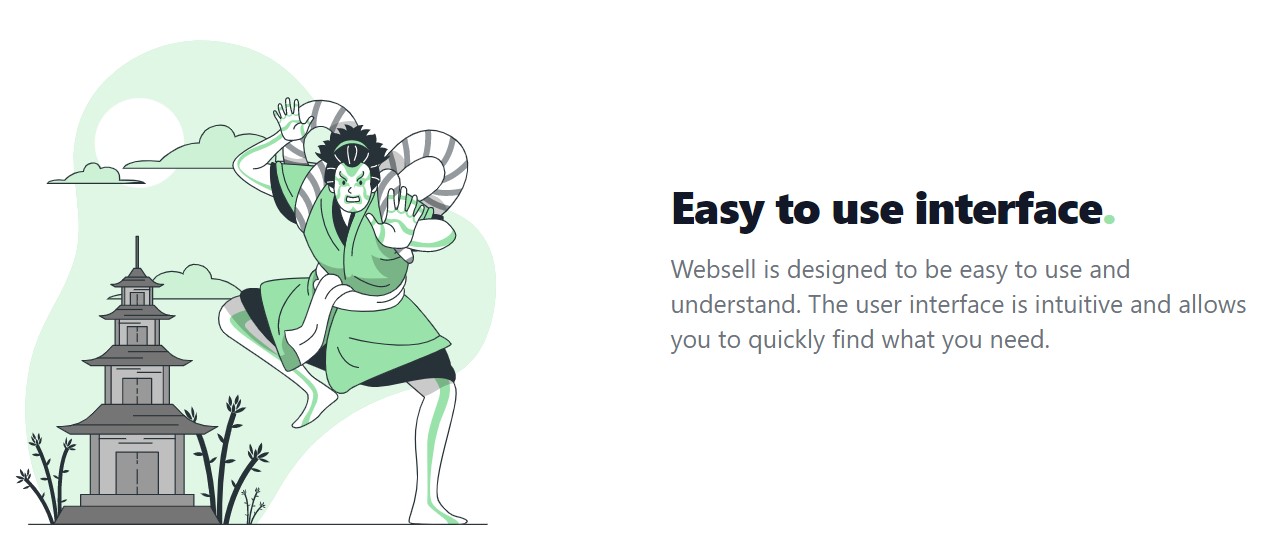 Easy to use interface.
Websell is designed to be easy to use and
understand. The user interface is intuitive and allows
you to quickly find what you need.